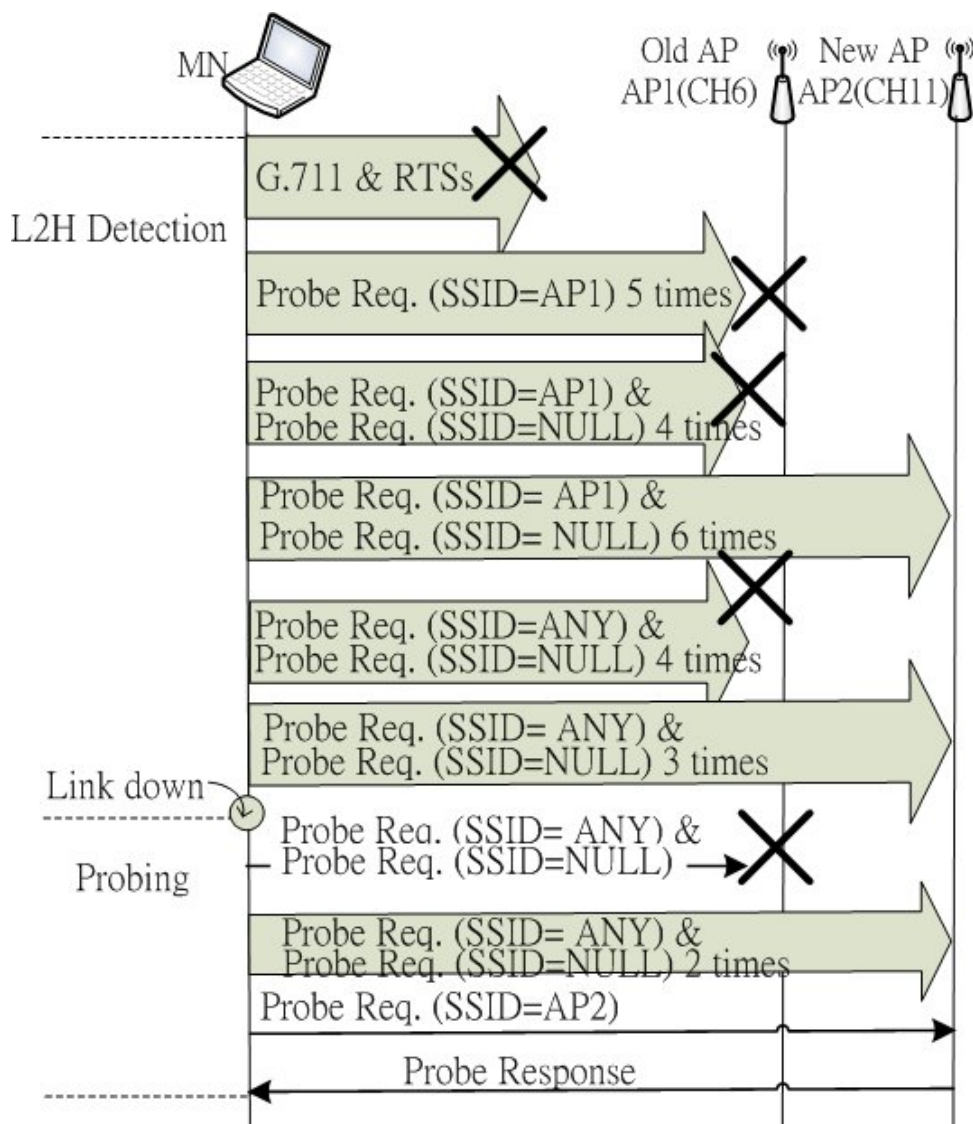 MN
Old AP
AP1(CH6)
New AP
AP2(CH11)
G.711 & RTSs
L2H Detection
Probe Req. (SSID=AP1) 5 times
Probe Req. (SSID=AP1) &
Probe Req. (SSID=NULL) 4 times
Probe Req. (SSID= AP1) &
Probe Req. (SSID= NULL) 6 times
Probe Req. (SSID=ANY) &
Probe Req. (SSID=NULL) 4 times
Probe Req. (SSID= ANY) &
Probe Req. (SSID=NULL) 3 times
Link down
Probe Req. (SSID= ANY) &
Probe Req. (SSID=NULL)
Probing
Probe Req. (SSID= ANY) &
Probe Req. (SSID=NULL) 2 times
Probe Req. (SSID=AP2)
Probe Response